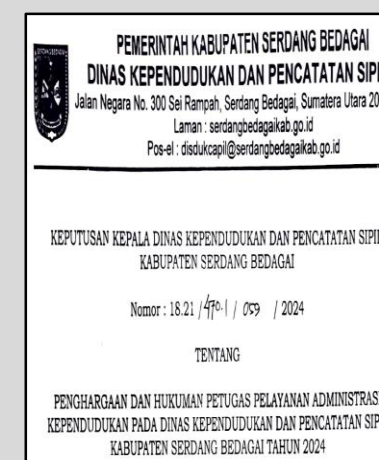 PEMERINTAH KABUPATEN SERDANG BEDAGAI
DINAS KEPENDUDUKAN DAN PENCATATAN SIPI
Jalan Negara No. 300 Sei Rampah, Serdang Bedagai, Sumatera Utara 20
Laman : serdangbedagaikab.go.id
Pos-el : disdukcapil@serdangbedagaikab.go.id
KEPUTUSAN KEPALA DINAS KEPENDUDUKAN DAN PENCATATAN SIPI
KABUPATEN SERDANG BEDAGAI
Nomor : 18.21 / 470.1 / 059 / 2024
TENTANG
PENGHARGAAN DAN HUKUMAN PETUGAS PELAYANAN ADMINISTRASI
KEPENDUDUKAN PADA DINAS KEPENDUDUKAN DAN PENCATATAN SIP
KABUPATEN SERDANG BEDAGAI TAHUN 2024